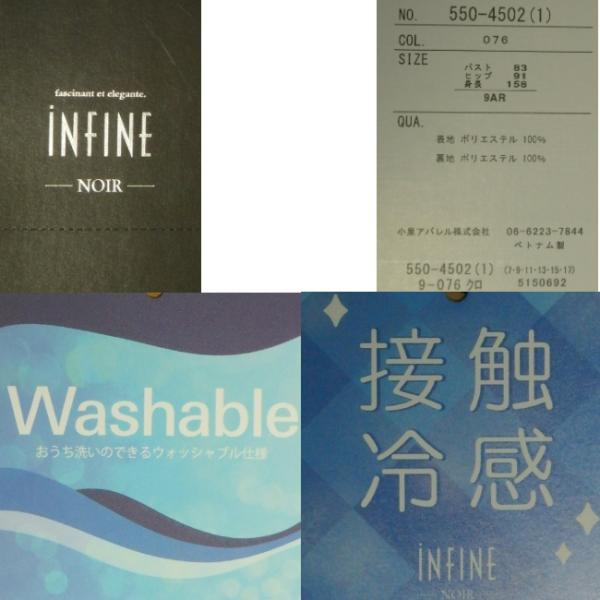 fascinant et elegante.
iNFiNE
NOIR
NO. 550-4502(1)
COL. 076
SIZE
バスト 83
ヒップ 91
身長 158
9AR
QUA.
表地 ポリエステル 100%
裏地 ポリエステル 100%
小泉アパレル株式会社 06-6223-7844
ベトナム製
550-4502(1) (7・9・11・13・15・17)
9-076 クロ 5150692
Washable
おうち洗いのできるウォッシャブル仕様
接触
冷感
iNFiNE
NOIR